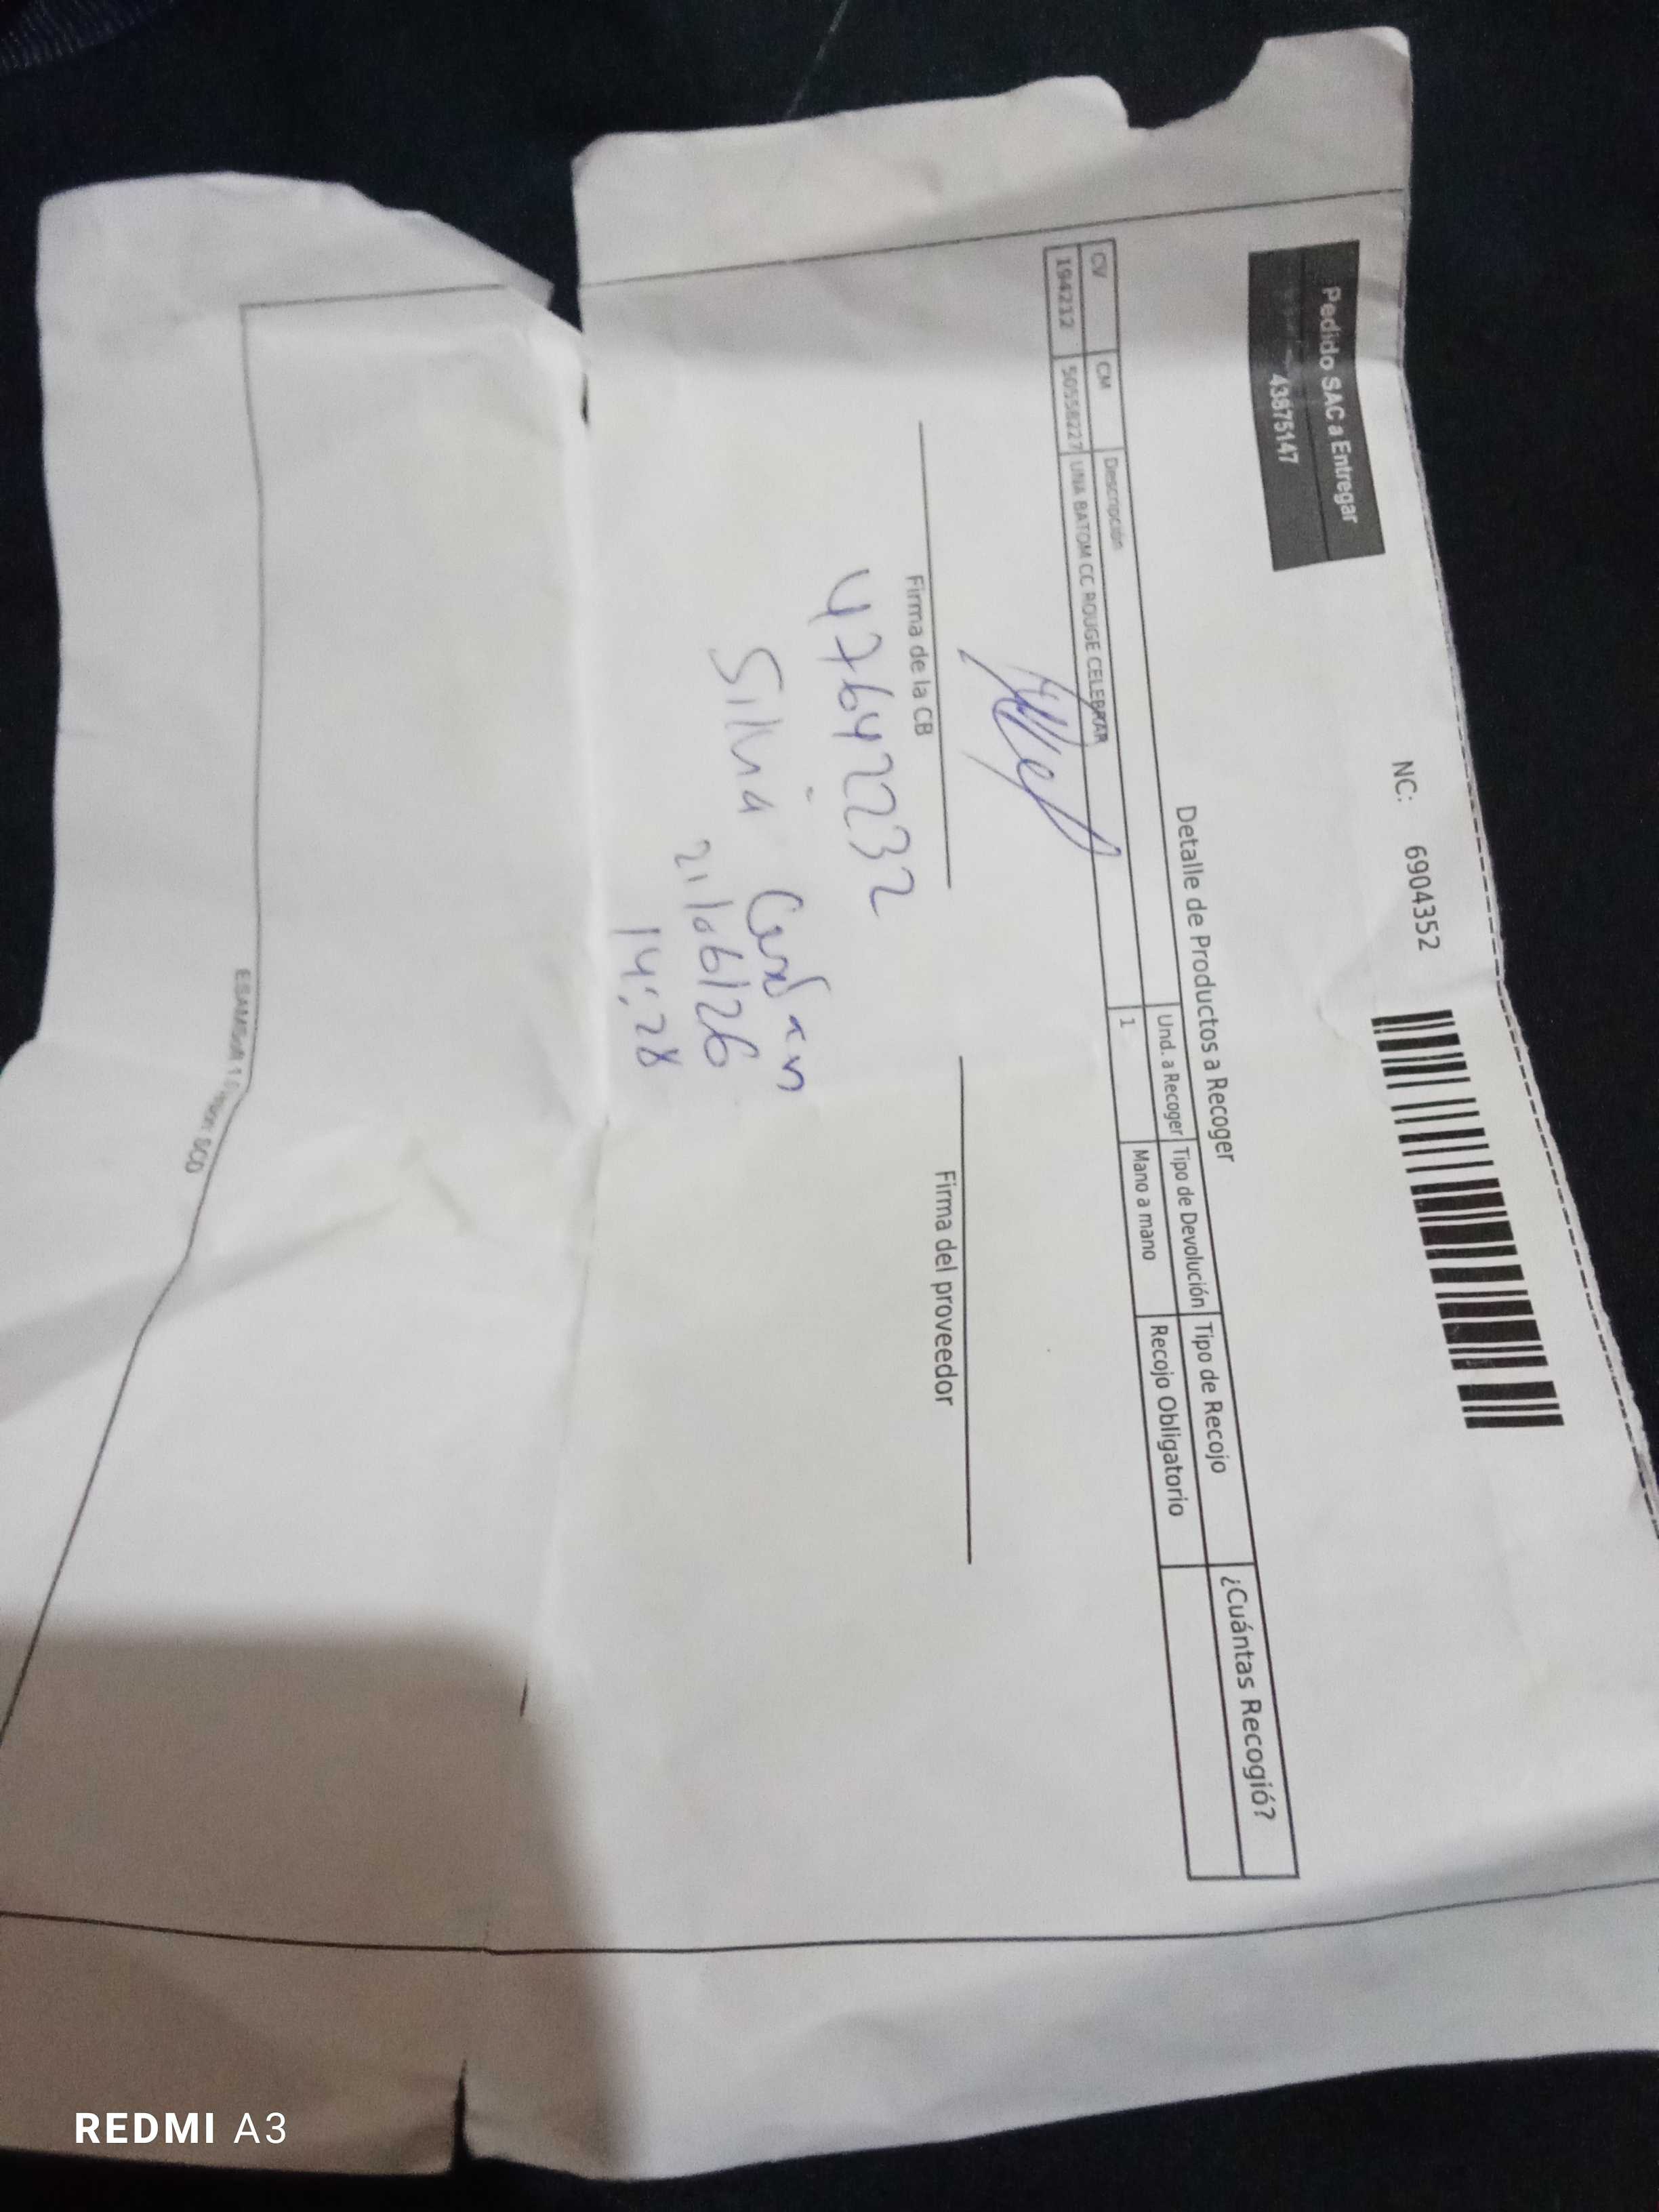 NC: 6904352
Pedido SAC a Entregar
43875147
Detalle de Productos a Recoger
CV CM Descripción Und. a Recoger Tipo de Devolución Tipo de Recojo ¿Cuántas Recogió?
194212 50558227 UNA BATOM CC ROUGE CELEBRAR 1 Mano a mano Recojo Obligatorio
Firma de la CB Firma del proveedor
47642232
Silvia
21/06/26
14:28
REDMI A3